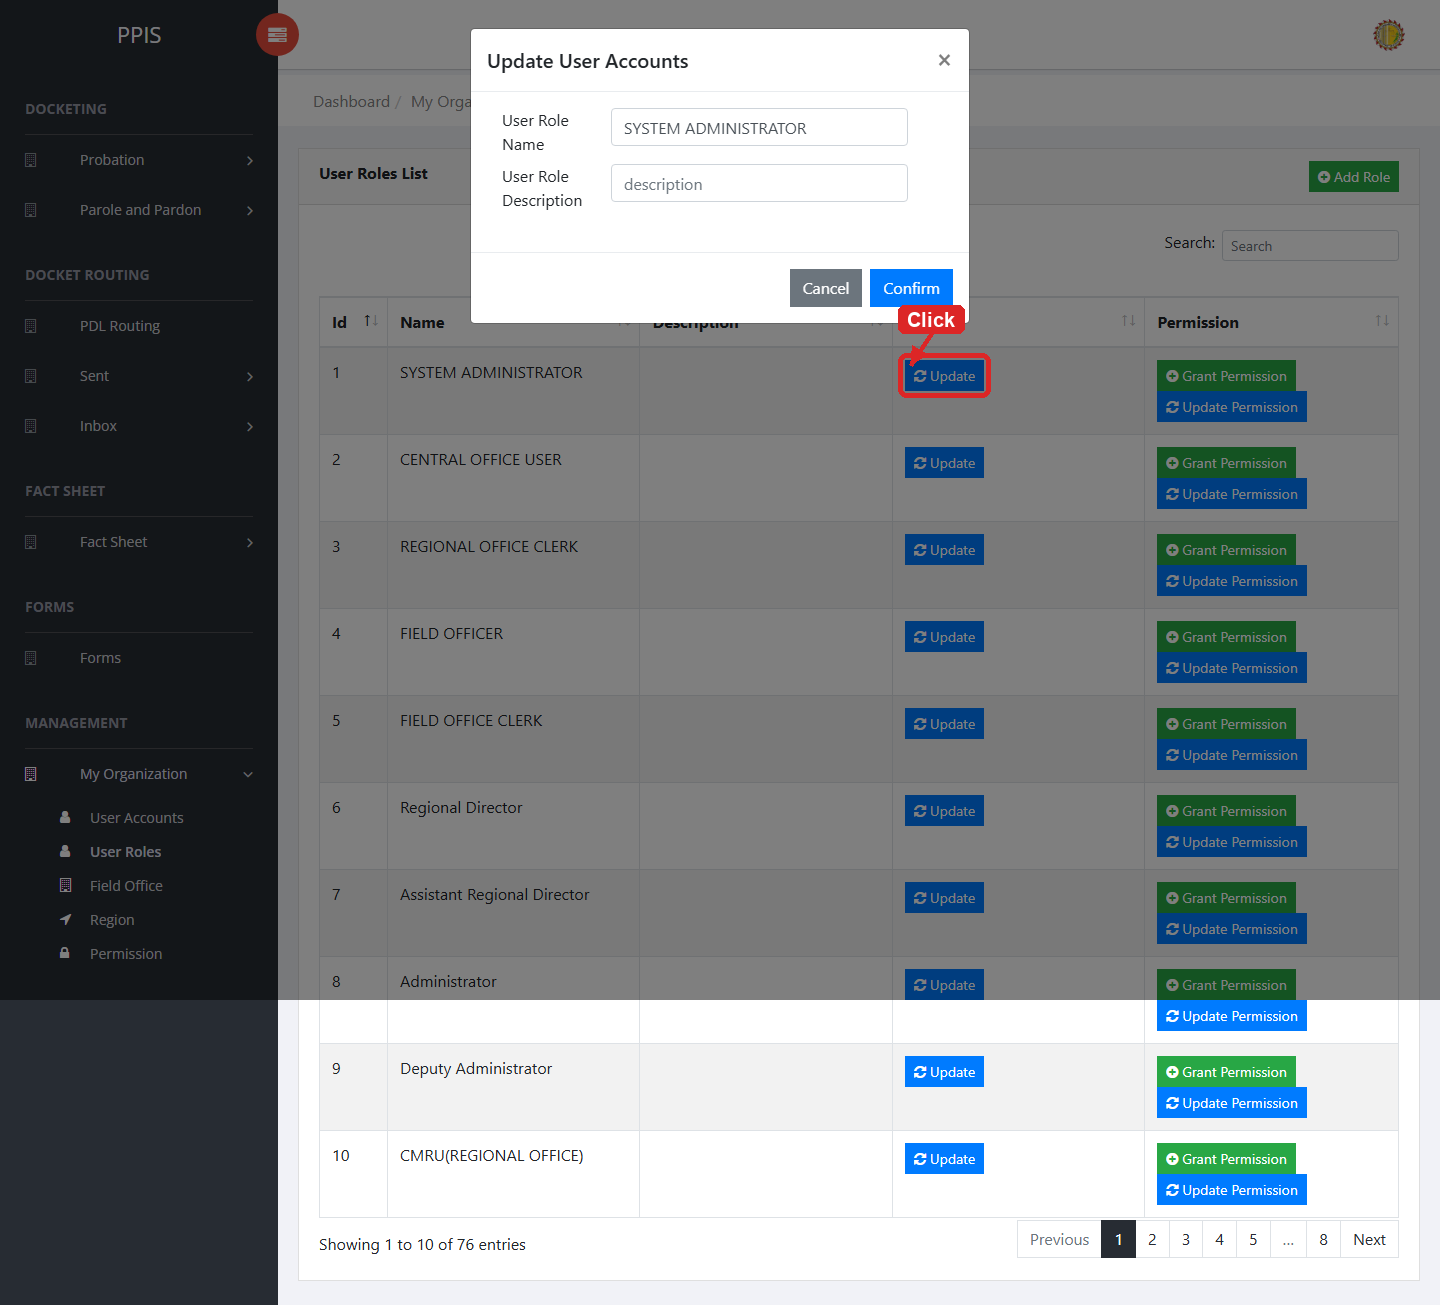 PPIS
DOCKETING
Probation
Parole and Pardon
DOCKET ROUTING
PDL Routing
Sent
Inbox
FACT SHEET
Fact Sheet
FORMS
Forms
MANAGEMENT
My Organization
User Accounts
User Roles
Field Office
Region
Permission
Dashboard / My Orga
Update User Accounts ×
User Role Name SYSTEM ADMINISTRATOR
User Role Description description
Cancel Confirm
Click
User Roles List Add Role
Search: Search
Id Name Description Permission
1 SYSTEM ADMINISTRATOR Update Grant Permission
Update Permission
2 CENTRAL OFFICE USER Update Grant Permission
Update Permission
3 REGIONAL OFFICE CLERK Update Grant Permission
Update Permission
4 FIELD OFFICER Update Grant Permission
Update Permission
5 FIELD OFFICE CLERK Update Grant Permission
Update Permission
6 Regional Director Update Grant Permission
Update Permission
7 Assistant Regional Director Update Grant Permission
Update Permission
8 Administrator Update Grant Permission
Update Permission
9 Deputy Administrator Update Grant Permission
Update Permission
10 CMRU(REGIONAL OFFICE) Update Grant Permission
Update Permission
Showing 1 to 10 of 76 entries
Previous 1 2 3 4 5 ... 8 Next